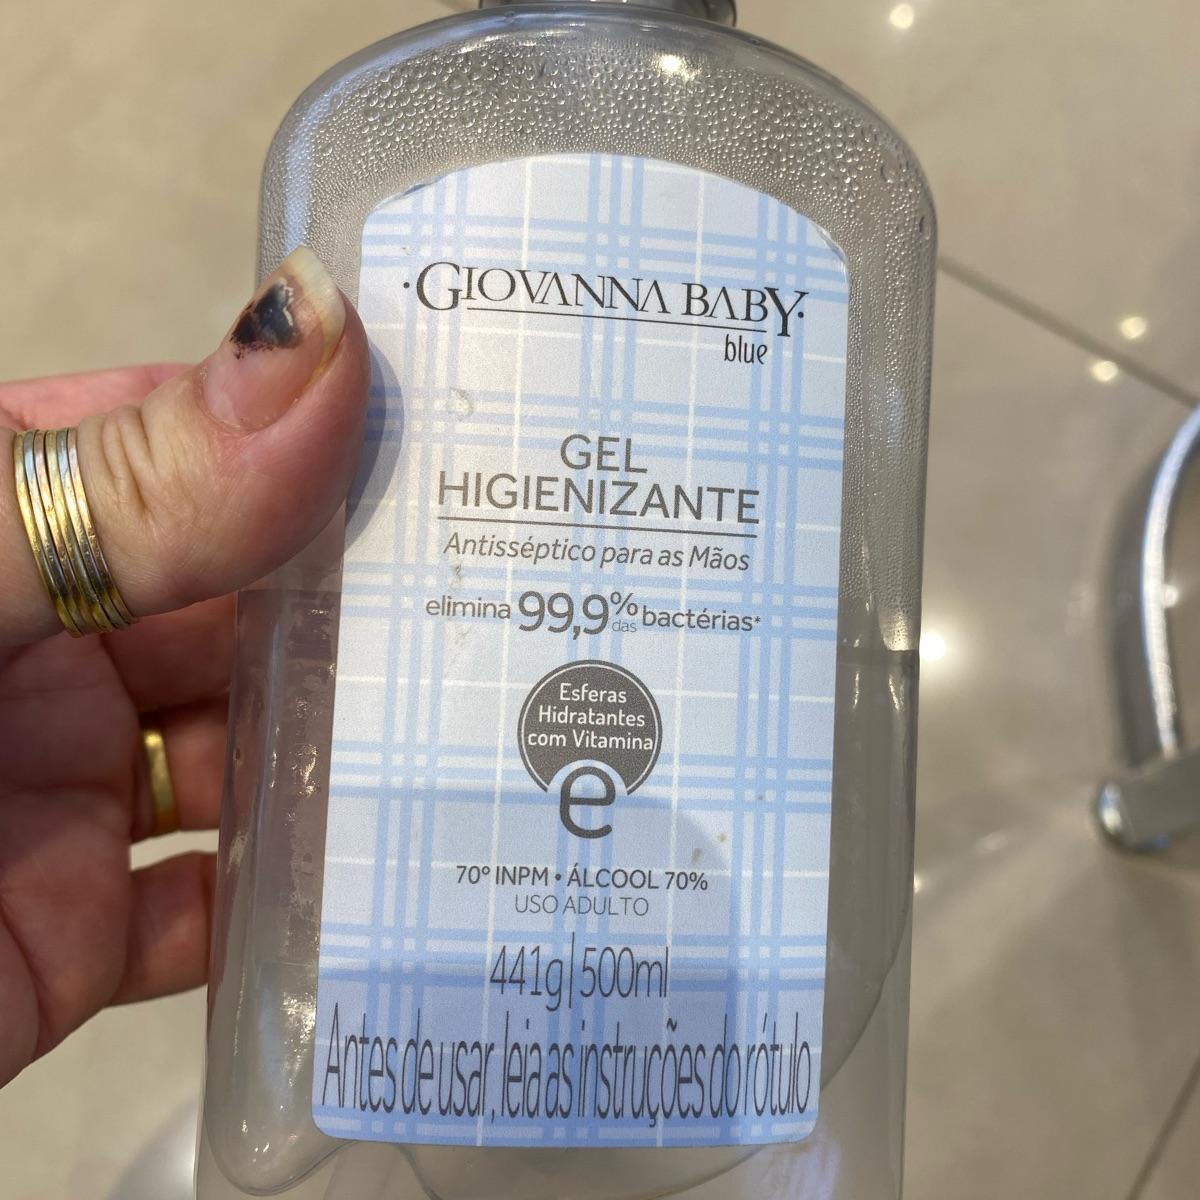 ·GIOVANNA BABY·
blue
GEL
HIGIENIZANTE
Antisséptico para as Mãos
elimina 99,9% das bactérias*
Esferas
Hidratantes
com Vitamina
e
70° INPM • ÁLCOOL 70%
USO ADULTO
441g|500ml
Antes de usar, leia as instruções do rótulo